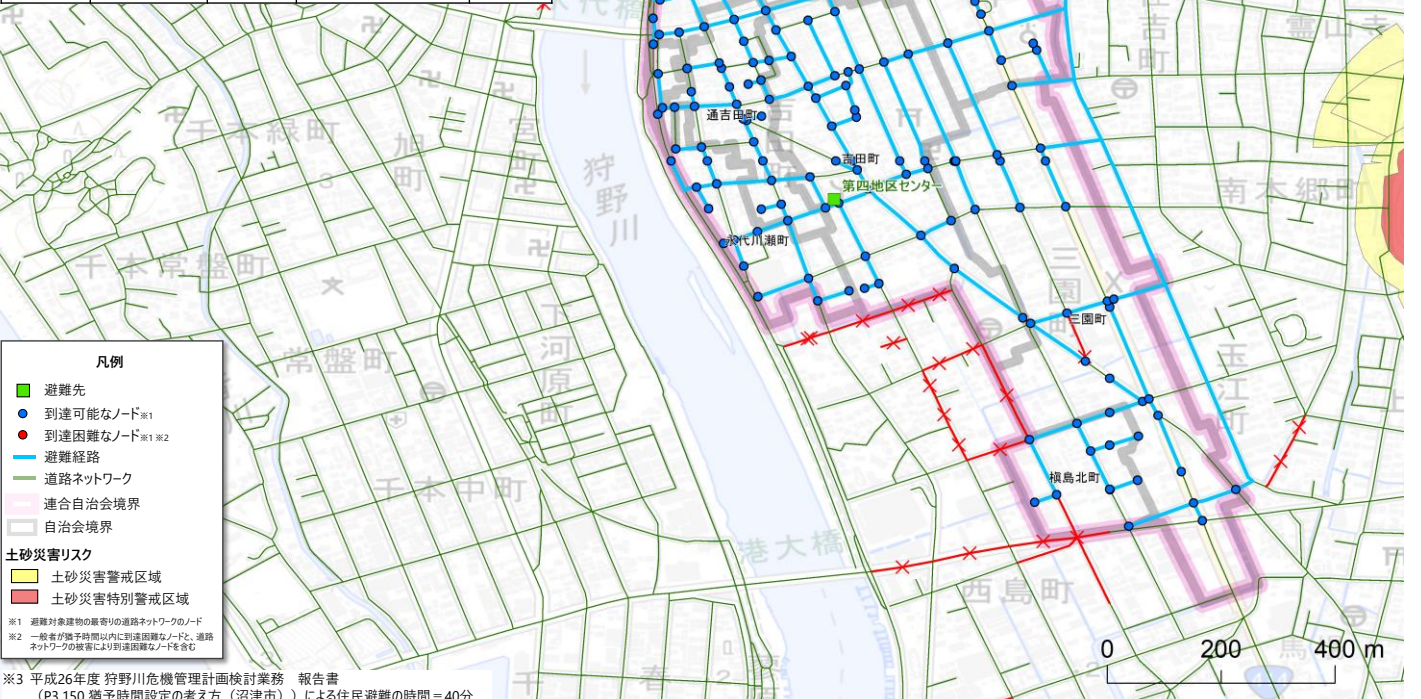 永代橋
卍
千本緑町
旭町
宮町
狩野川
千本常盤町
常盤町
下河原町
千本中町
港大橋
西島町
吉田町
住吉町
霊山寺
南本郷町
三園町
玉江町
上
馬
通吉田町
吉田町
第四地区センター
永代川瀬町
三園町
槇島北町
凡例
避難先
到達可能なノード※1
到達困難なノード※1 ※2
避難経路
道路ネットワーク
連合自治会境界
自治会境界
土砂災害リスク
土砂災害警戒区域
土砂災害特別警戒区域
※1 避難対象建物の最寄りの道路ネットワークのノード
※2 一般者が猶予時間以内に到達困難なノードと、道路
ネットワークの被害により到達困難なノードを含む
※3 平成26年度 狩野川危機管理計画検討業務 報告書
（P3.150 猶予時間設定の考え方（沼津市））による住民避難の時間＝40分
0 200 400 m